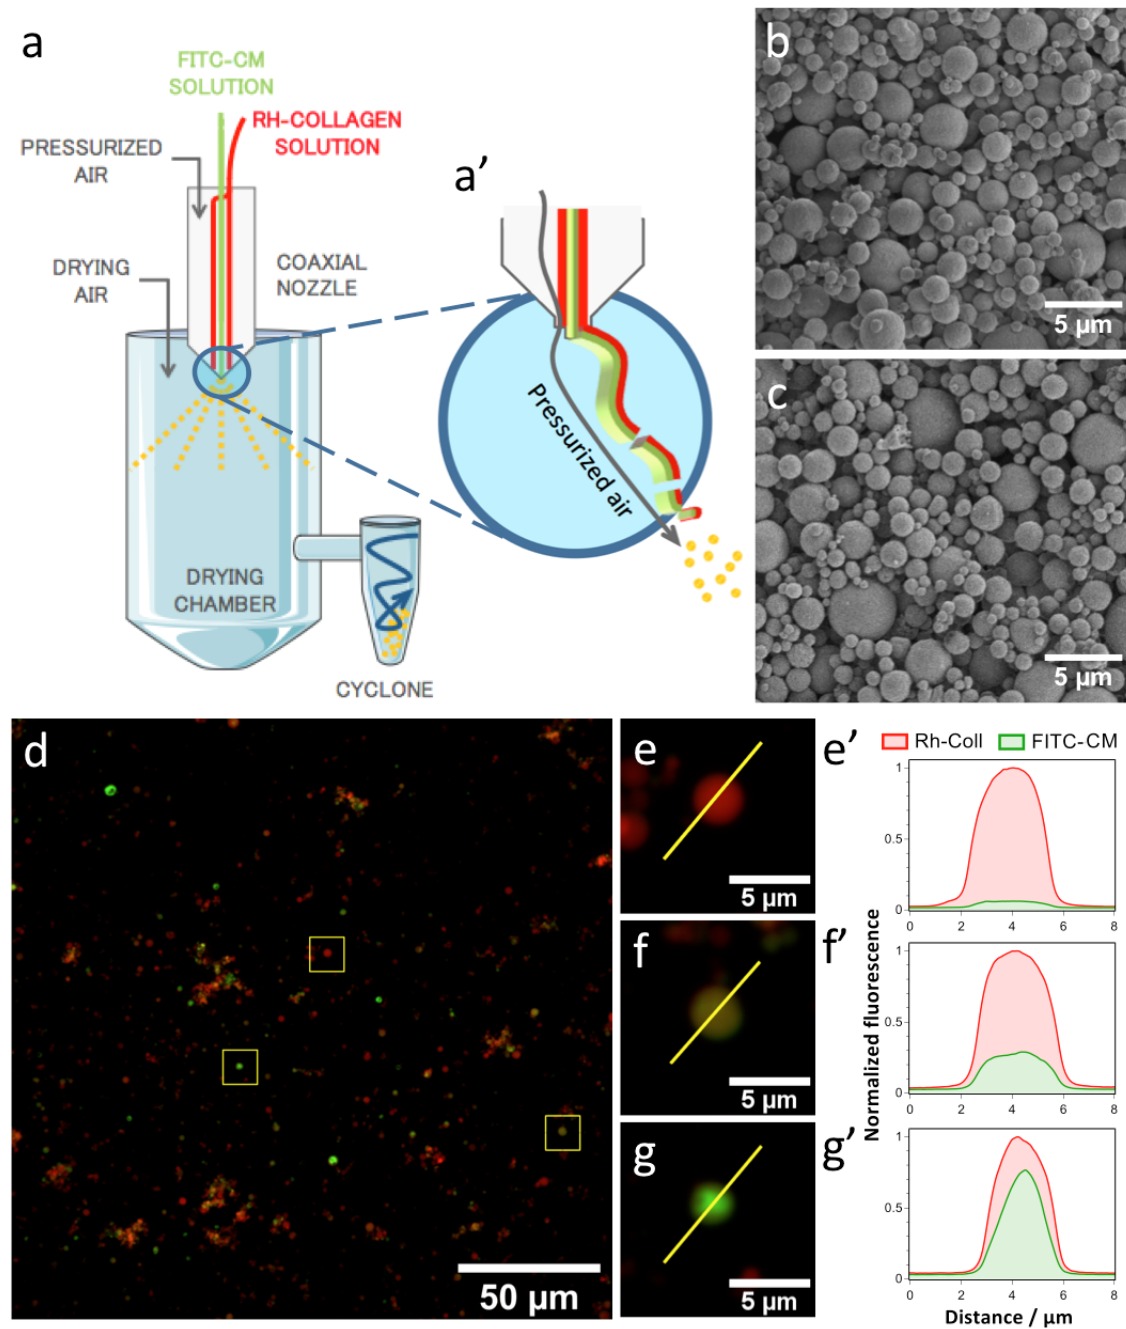 a
FITC-CM
SOLUTION
RH-COLLAGEN
SOLUTION
PRESSURIZED
AIR
DRYING
AIR
COAXIAL
NOZZLE
DRYING
CHAMBER
CYCLONE
a’
Pressurized air
b
5 µm
c
5 µm
d
50 µm
e
5 µm
f
5 µm
g
5 µm
e’
Rh-Coll
FITC-CM
1
0.5
0
0 2 4 6 8
f’
1
0.5
0
0 2 4 6 8
g’
1
0.5
0
0 2 4 6 8
Normalized fluorescence
Distance / µm